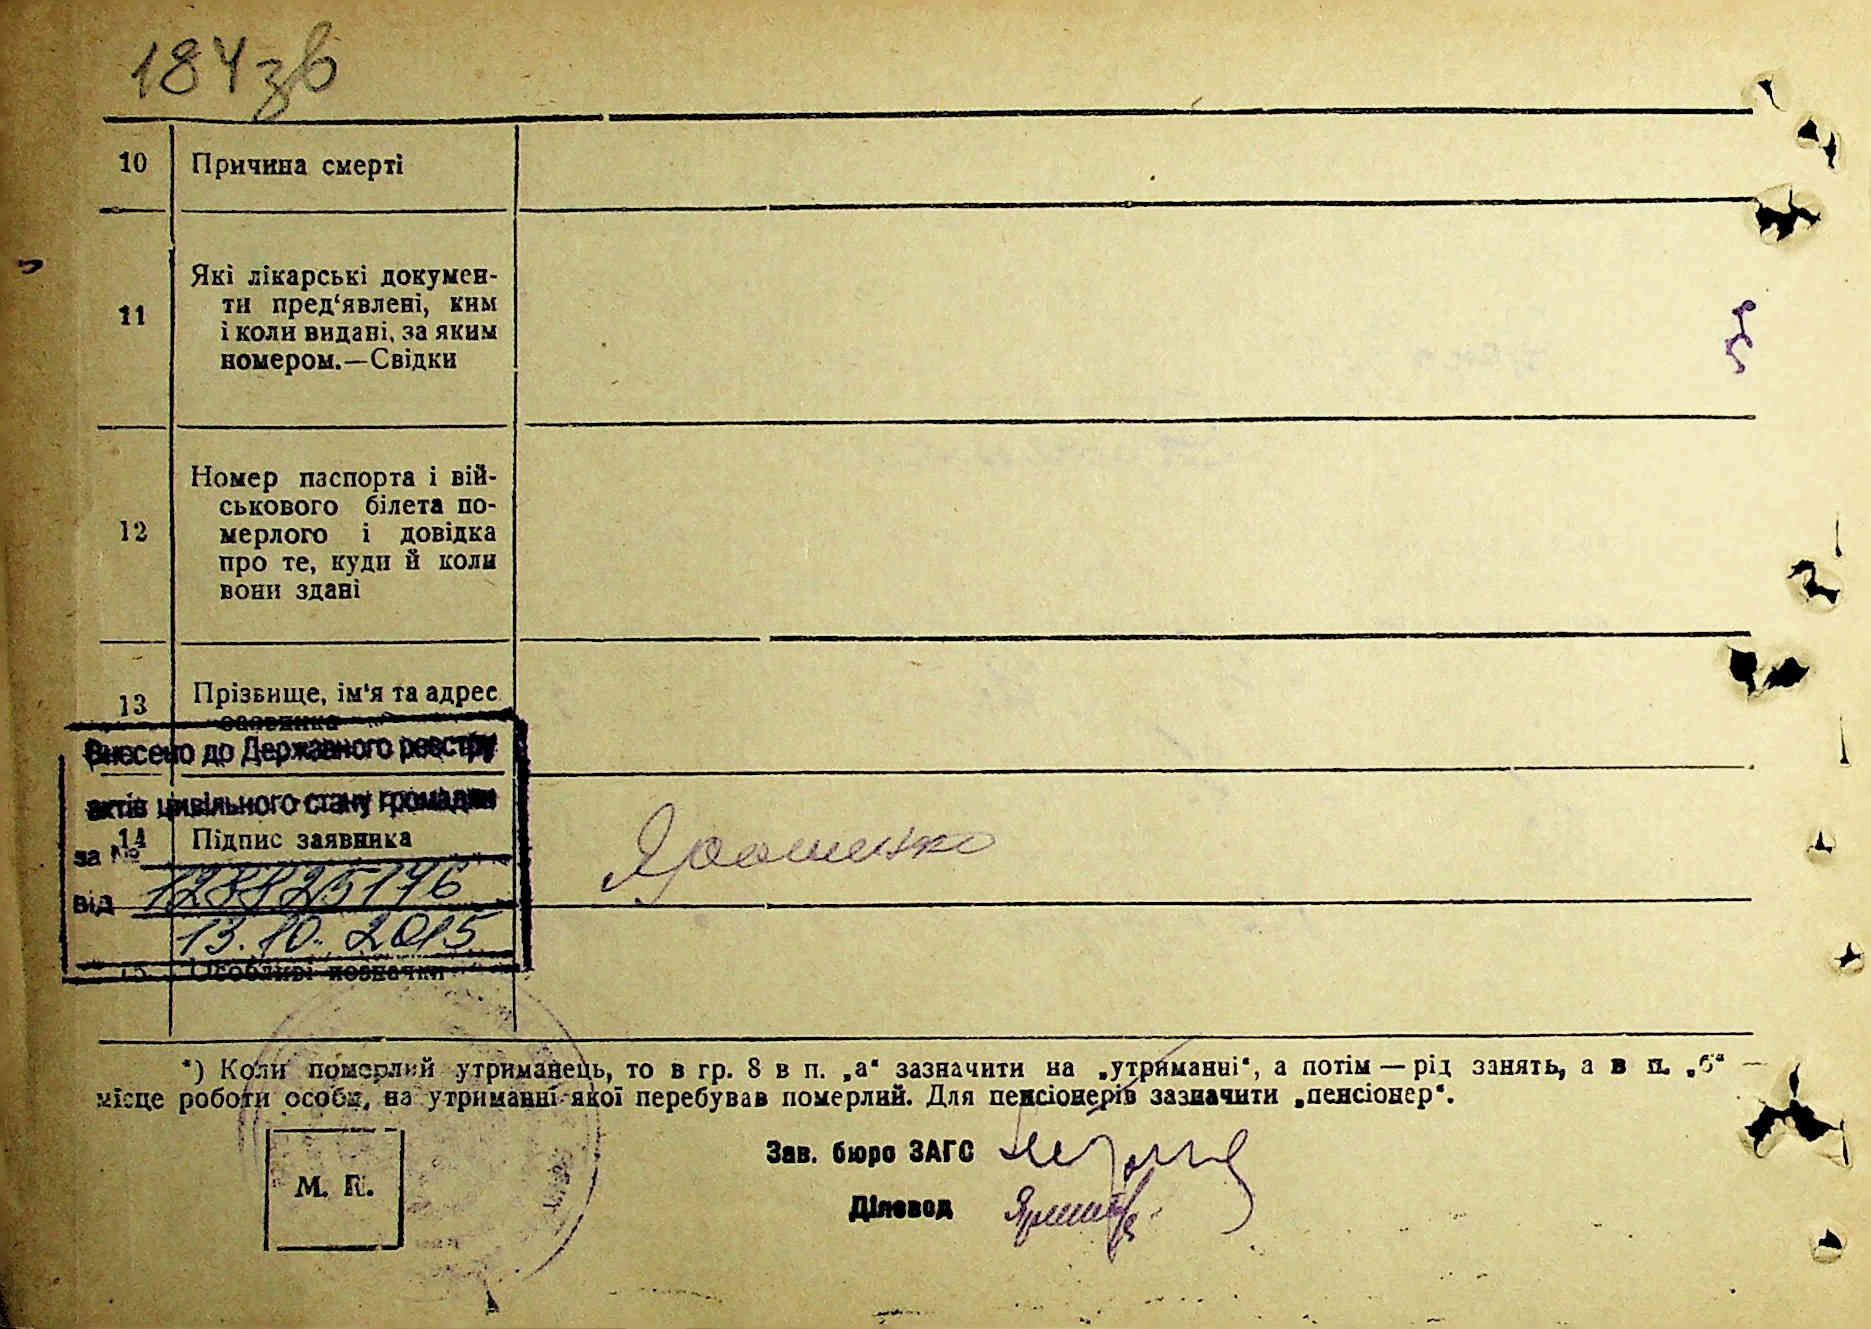 184зв
10 Причина смерті
11 Які лікарські докумен-
ти пред‘явлені, ким
і коли видані, за яким
номером.—Свідки
12 Номер паспорта і вій-
ськового білета по-
мерлого і довідка
про те, куди й коли
вони здані
13 Прізвище, ім‘я та адрес
заявника
Внесено до Державного реєстру
актів цивільного стану громадян
14 Підпис заявника
за №
від
13.10.2015
15 Особливі позначки
*) Коли померлий утриманець, то в гр. 8 в п. „а“ зазначити на „утриманні“, а потім — рід занять, а в п. „б“ —
місце роботи особи, на утриманні якої перебував померлий. Для пенсіонерів зазначити „пенсіонер“.
Зав. бюро ЗАГС
М. П.
Діловод